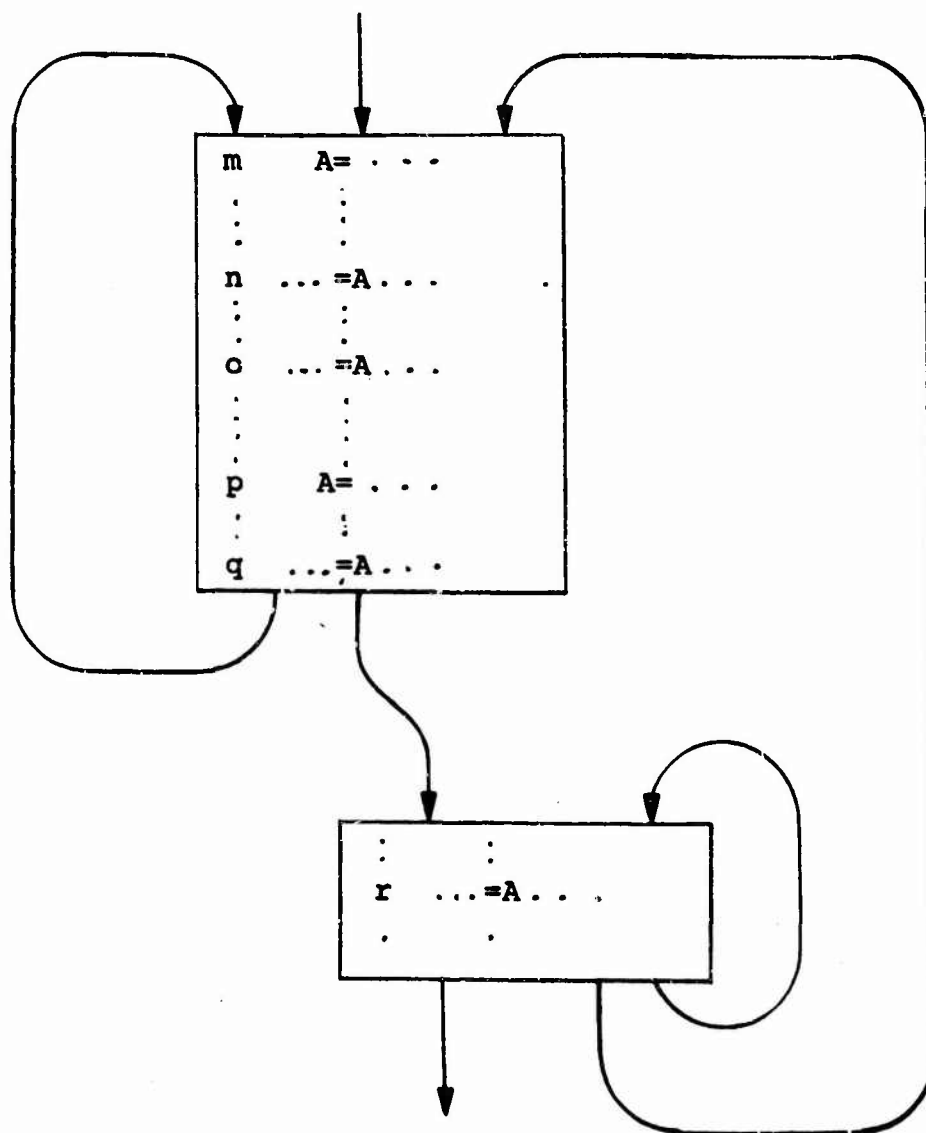 m A= . . .
n ... =A . . .
o ... =A . . .
p A= . . .
q ... =A . . .
r ... =A . . .